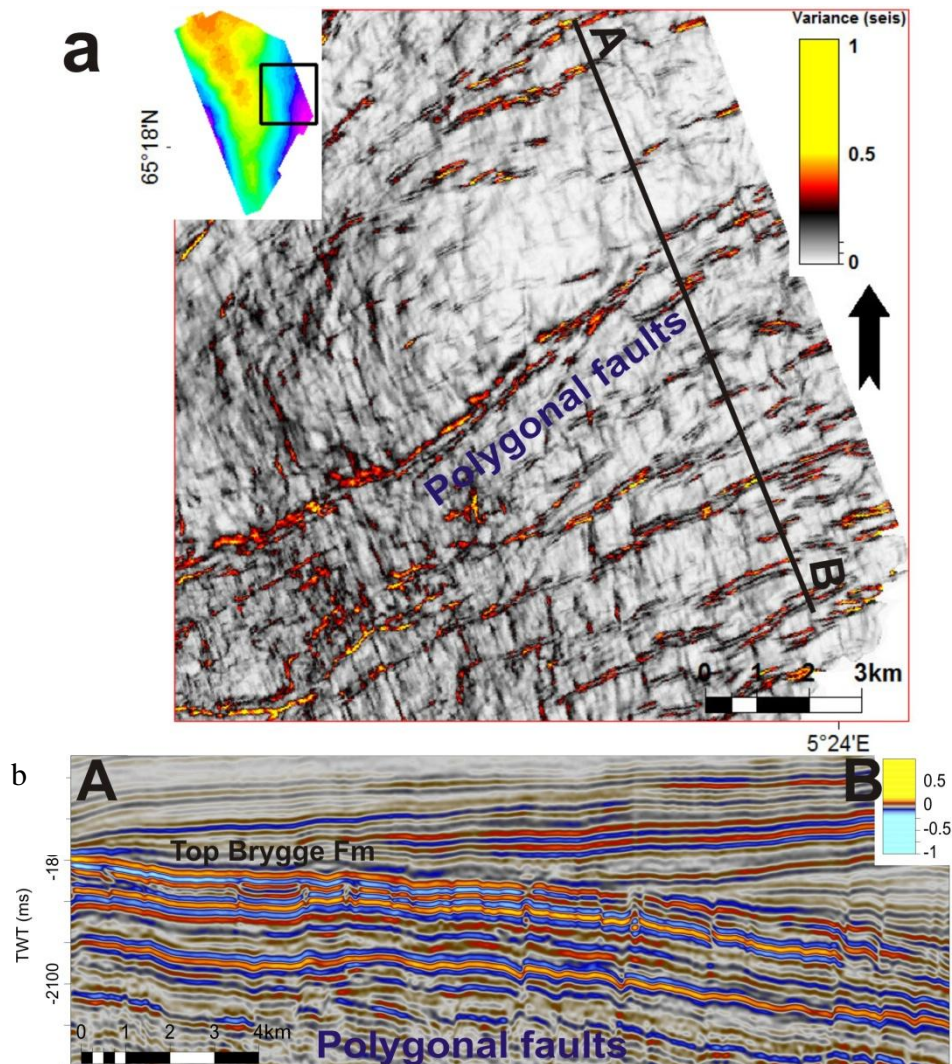 a
65°18'N
Variance (seis)
1
0.5
0
A
Polygonal faults
B
0 1 2 3km
5°24'E
b
A
B
0.5
0
-0.5
-1
Top Brygge Fm
-180
TWT (ms)
-2100
0 1 2 3 4km
Polygonal faults